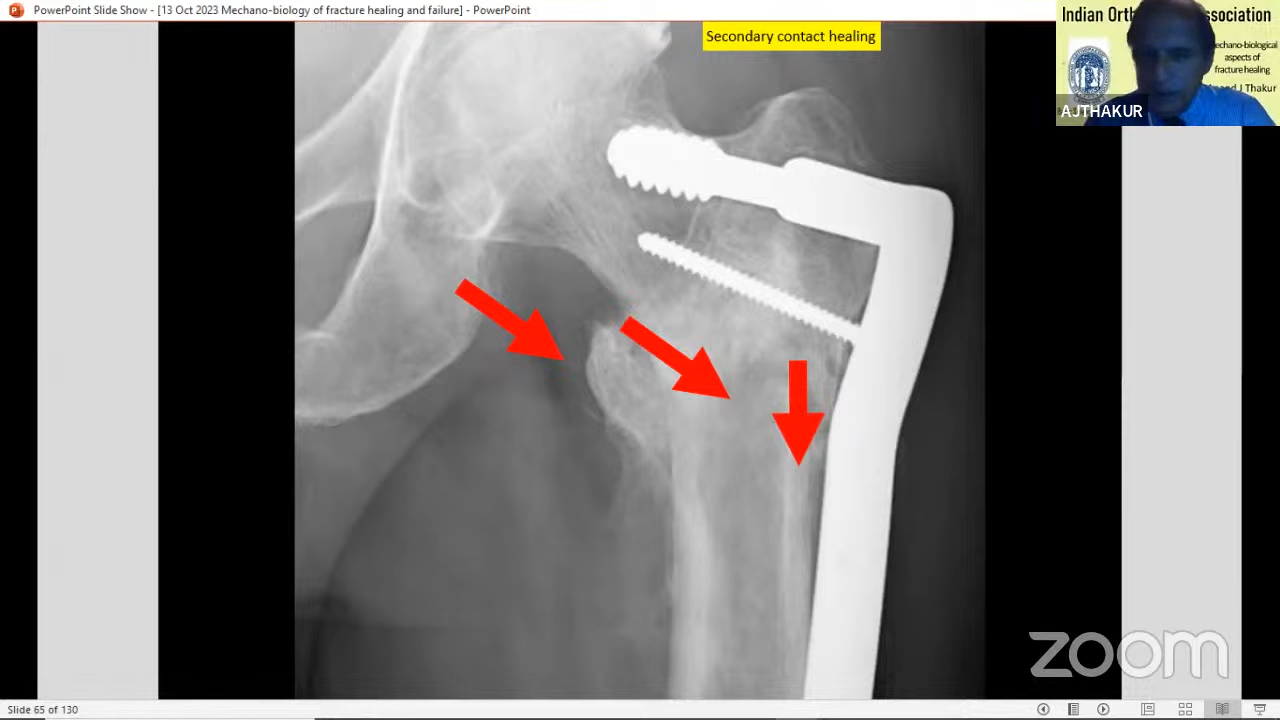 PowerPoint Slide Show - [13 Oct 2023 Mechano-biology of fracture healing and failure] - PowerPoint
Secondary contact healing
Indian Orth ssociation
echano-biological
aspects of
fracture healing
J Thakur
AJTHAKUR
zoom
Slide 65 of 130